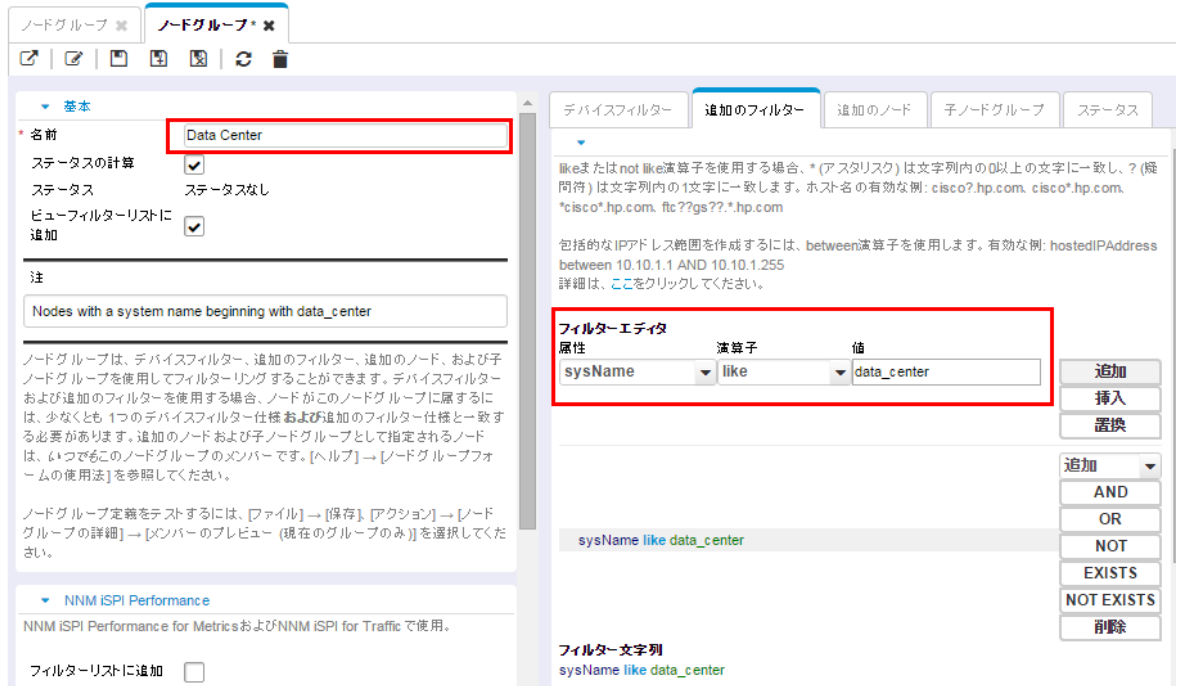 ノードグループ
ノードグループ*
基本
* 名前
Data Center
ステータスの計算
ステータス
ステータスなし
ビューフィルターリストに
追加
注
Nodes with a system name beginning with data_center
ノードグループは、デバイスフィルター、追加のフィルター、追加のノード、および子
ノードグループを使用してフィルターリングすることができます。デバイスフィルター
および追加のフィルターを使用する場合、ノードがこのノードグループに属するに
は、少なくとも 1つのデバイスフィルター仕様および追加のフィルター仕様と一致す
る必要があります。追加のノードおよび子ノードグループとして指定されるノード
は、いつでもこのノードグループのメンバーです。[ヘルプ] → [ノードグループフォ
ームの使用法] を参照してください。
ノードグループ定義をテストするには、[ファイル] → [保存]、[アクション] → [ノード
グループの詳細] → [メンバーのプレビュー (現在のグループのみ)] を選択してくだ
さい。
NNM iSPI Performance
NNM iSPI Performance for MetricsおよびNNM iSPI for Traffic で使用。
フィルターリストに追加
デバイスフィルター
追加のフィルター
追加のノード
子ノードグループ
ステータス
likeまたはnot like演算子を使用する場合、* (アスタリスク) は文字列内の0以上の文字に一致し、? (疑
問符) は文字列内の1文字に一致します。ホスト名の有効な例: cisco?.hp.com、cisco*.hp.com、
*cisco*.hp.com、ftc??gs??.*.hp.com
包括的なIPアドレス範囲を作成するには、between演算子を使用します。有効な例: hostedIPAddress
between 10.10.1.1 AND 10.10.1.255
詳細は、ここをクリックしてください。
フィルターエディタ
属性 演算子 値
sysName like data_center
追加
挿入
置換
追加
AND
OR
sysName like data_center
NOT
EXISTS
NOT EXISTS
削除
フィルター文字列
sysName like data_center